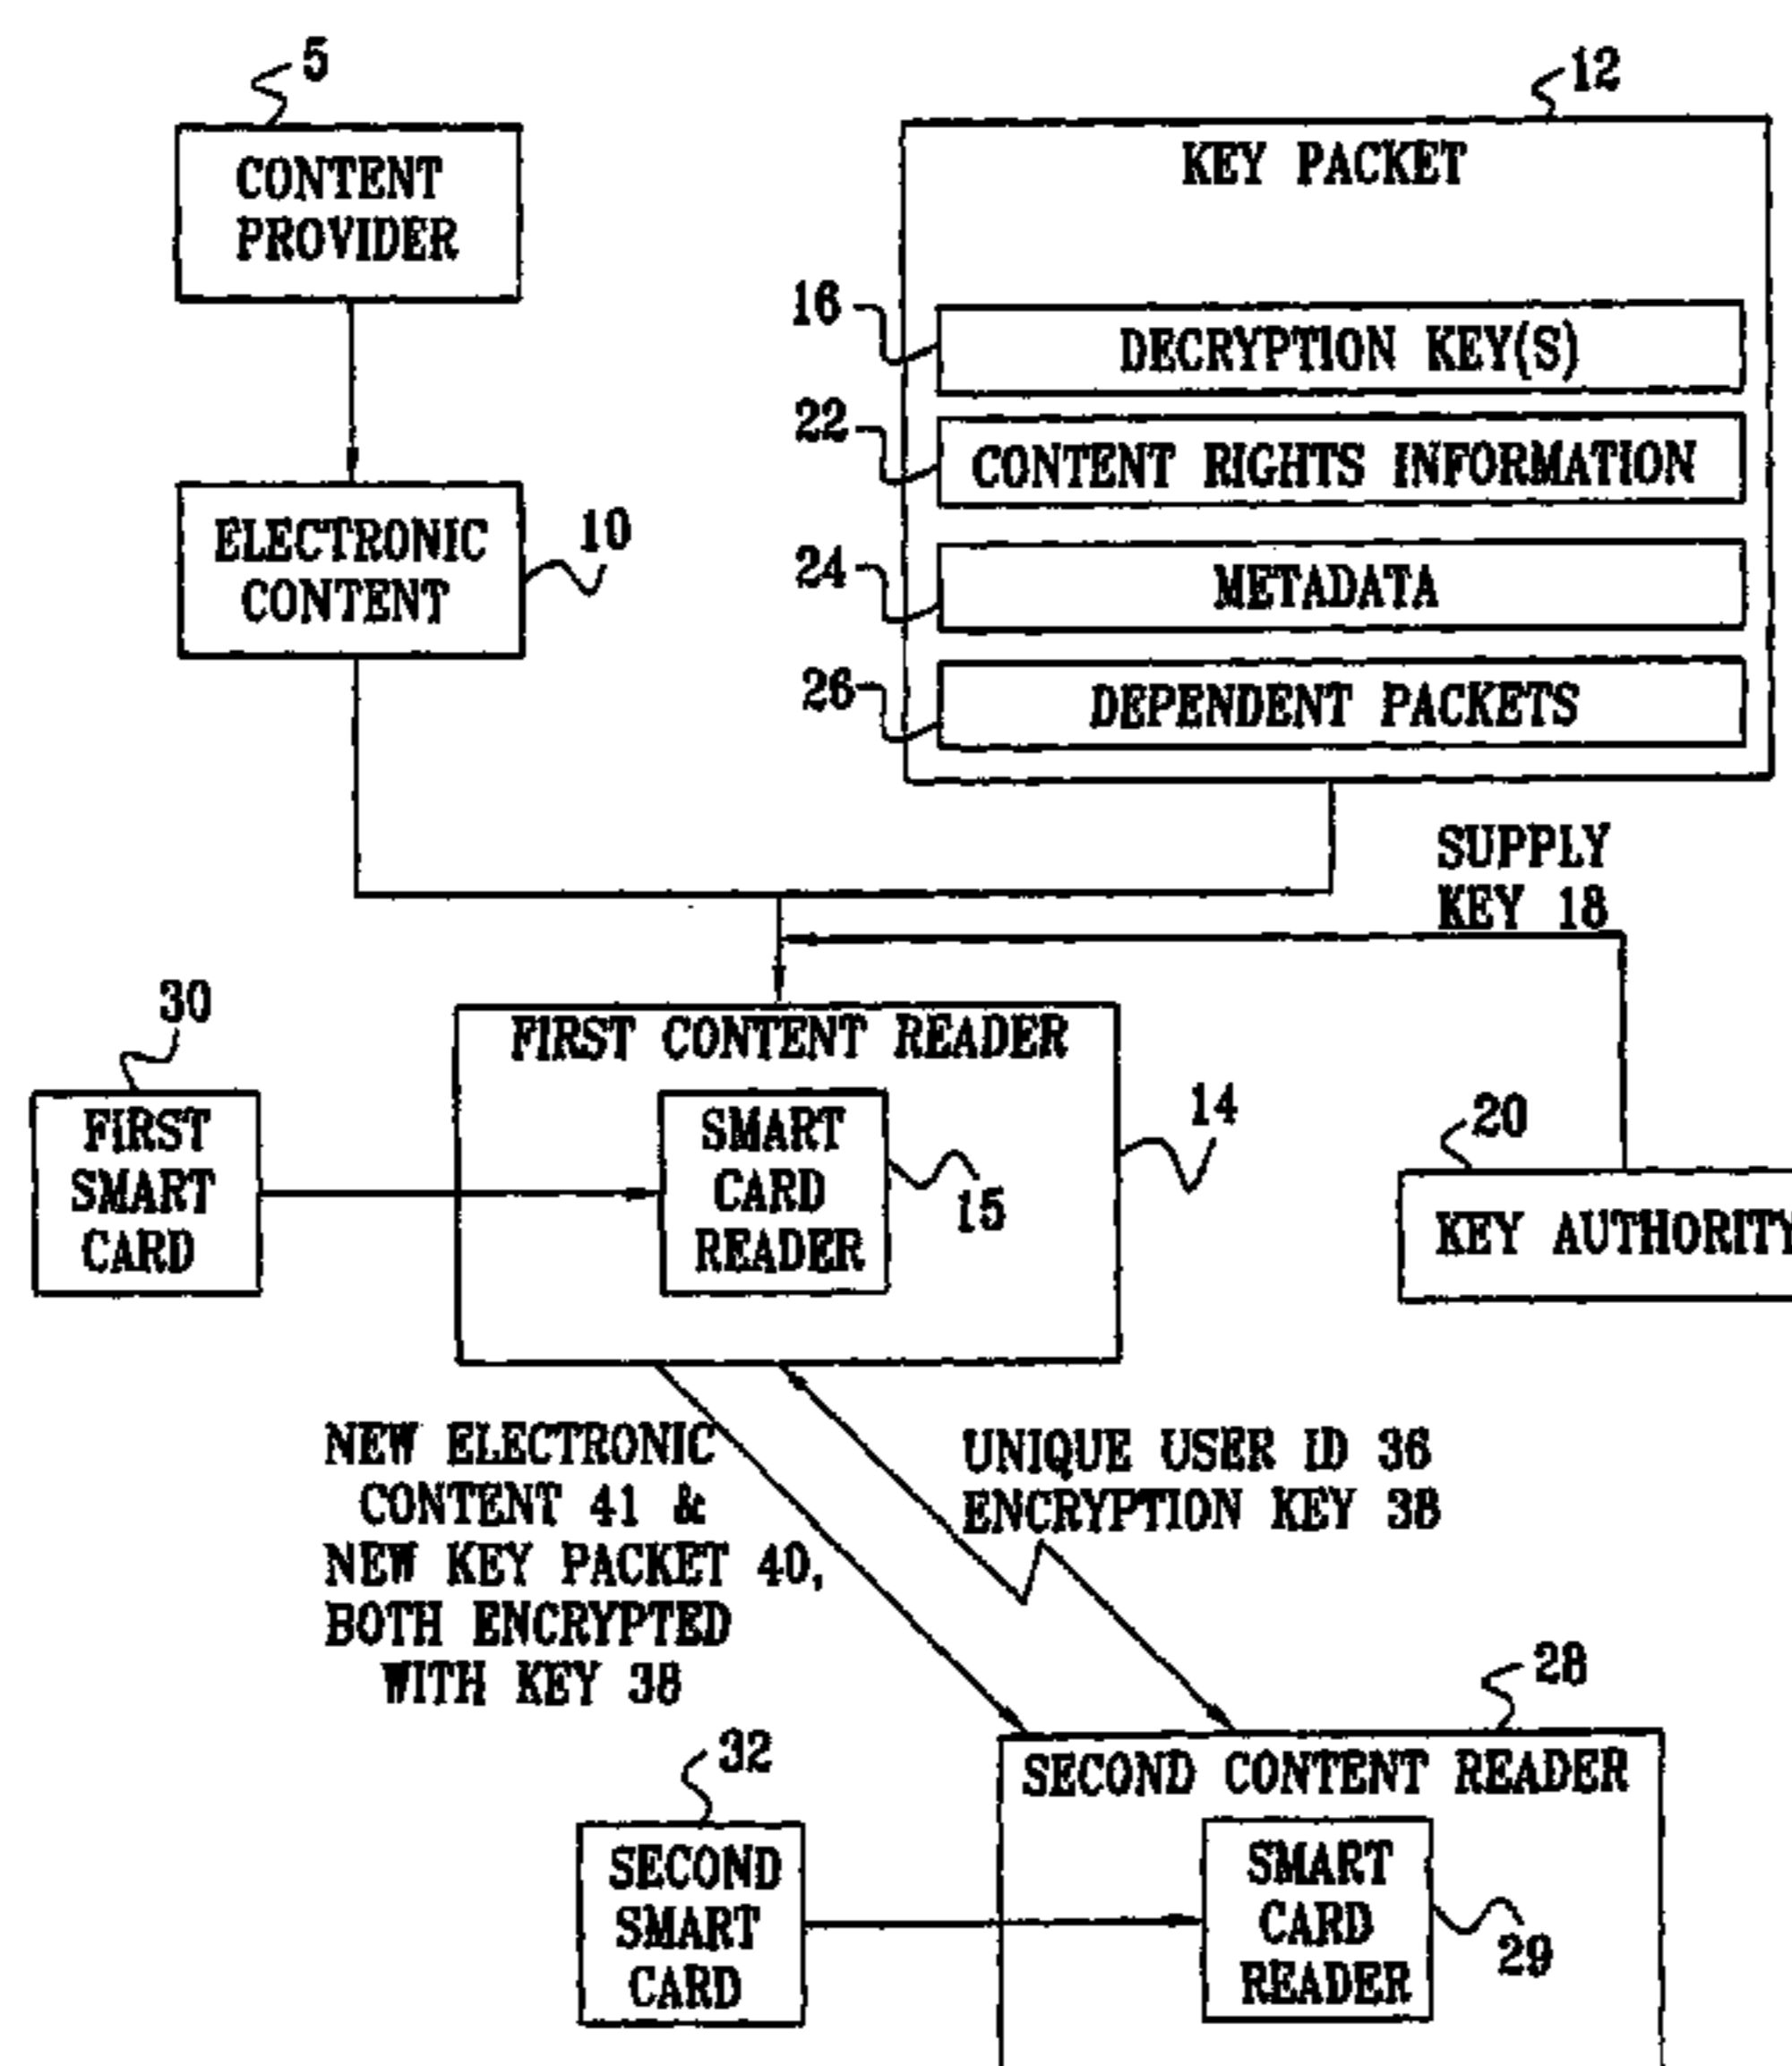 5
CONTENT
PROVIDER
12
KEY PACKET
16
DECRYPTION KEY(S)
22
CONTENT RIGHTS INFORMATION
24
METADATA
26
DEPENDENT PACKETS
ELECTRONIC
CONTENT
10
SUPPLY
KEY 18
30
FIRST
SMART
CARD
FIRST CONTENT READER
SMART
CARD
READER
15
14
20
KEY AUTHORITY
NEW ELECTRONIC
CONTENT 41 &
NEW KEY PACKET 40,
BOTH ENCRYPTED
WITH KEY 38
UNIQUE USER ID 36
ENCRYPTION KEY 38
28
SECOND CONTENT READER
32
SECOND
SMART
CARD
SMART
CARD
READER
29